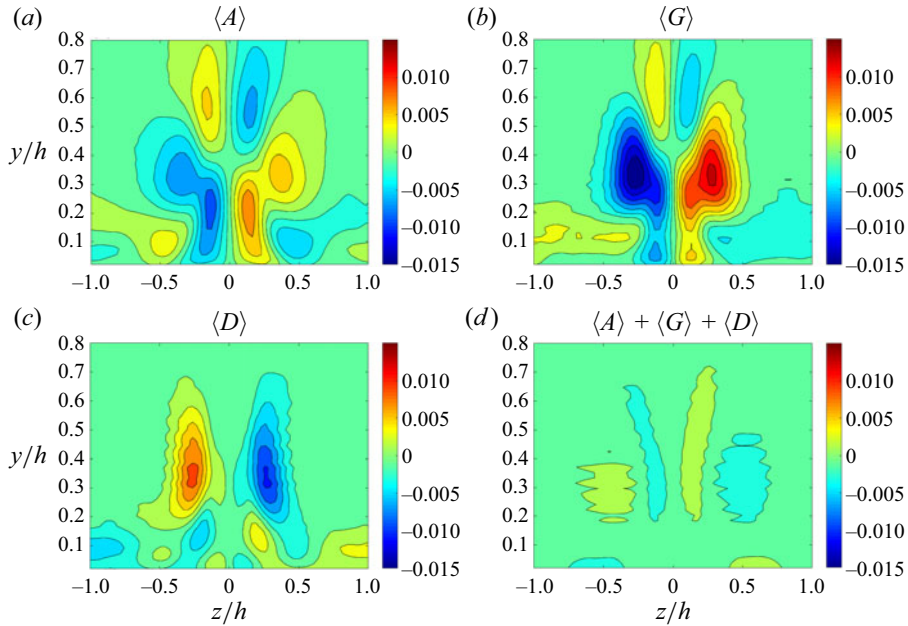 (a) ⟨A⟩ (b) ⟨G⟩
0.8 0.8
0.7 0.010 0.7 0.010
0.6 0.6
0.5 0.005 0.5 0.005
y/h 0.4 0 0.4 0
0.3 0.3
0.2 –0.005 0.2 –0.005
0.1 –0.010 0.1 –0.010
–0.015 –0.015
–1.0 –0.5 0 0.5 1.0 –1.0 –0.5 0 0.5 1.0
(c) ⟨D⟩ (d) ⟨A⟩ + ⟨G⟩ + ⟨D⟩
0.8 0.8
0.7 0.010 0.7 0.010
0.6 0.6
0.5 0.005 0.5 0.005
y/h 0.4 0 0.4 0
0.3 0.3
0.2 –0.005 0.2 –0.005
0.1 –0.010 0.1 –0.010
–0.015 –0.015
–1.0 –0.5 0 0.5 1.0 –1.0 –0.5 0 0.5 1.0
z/h z/h